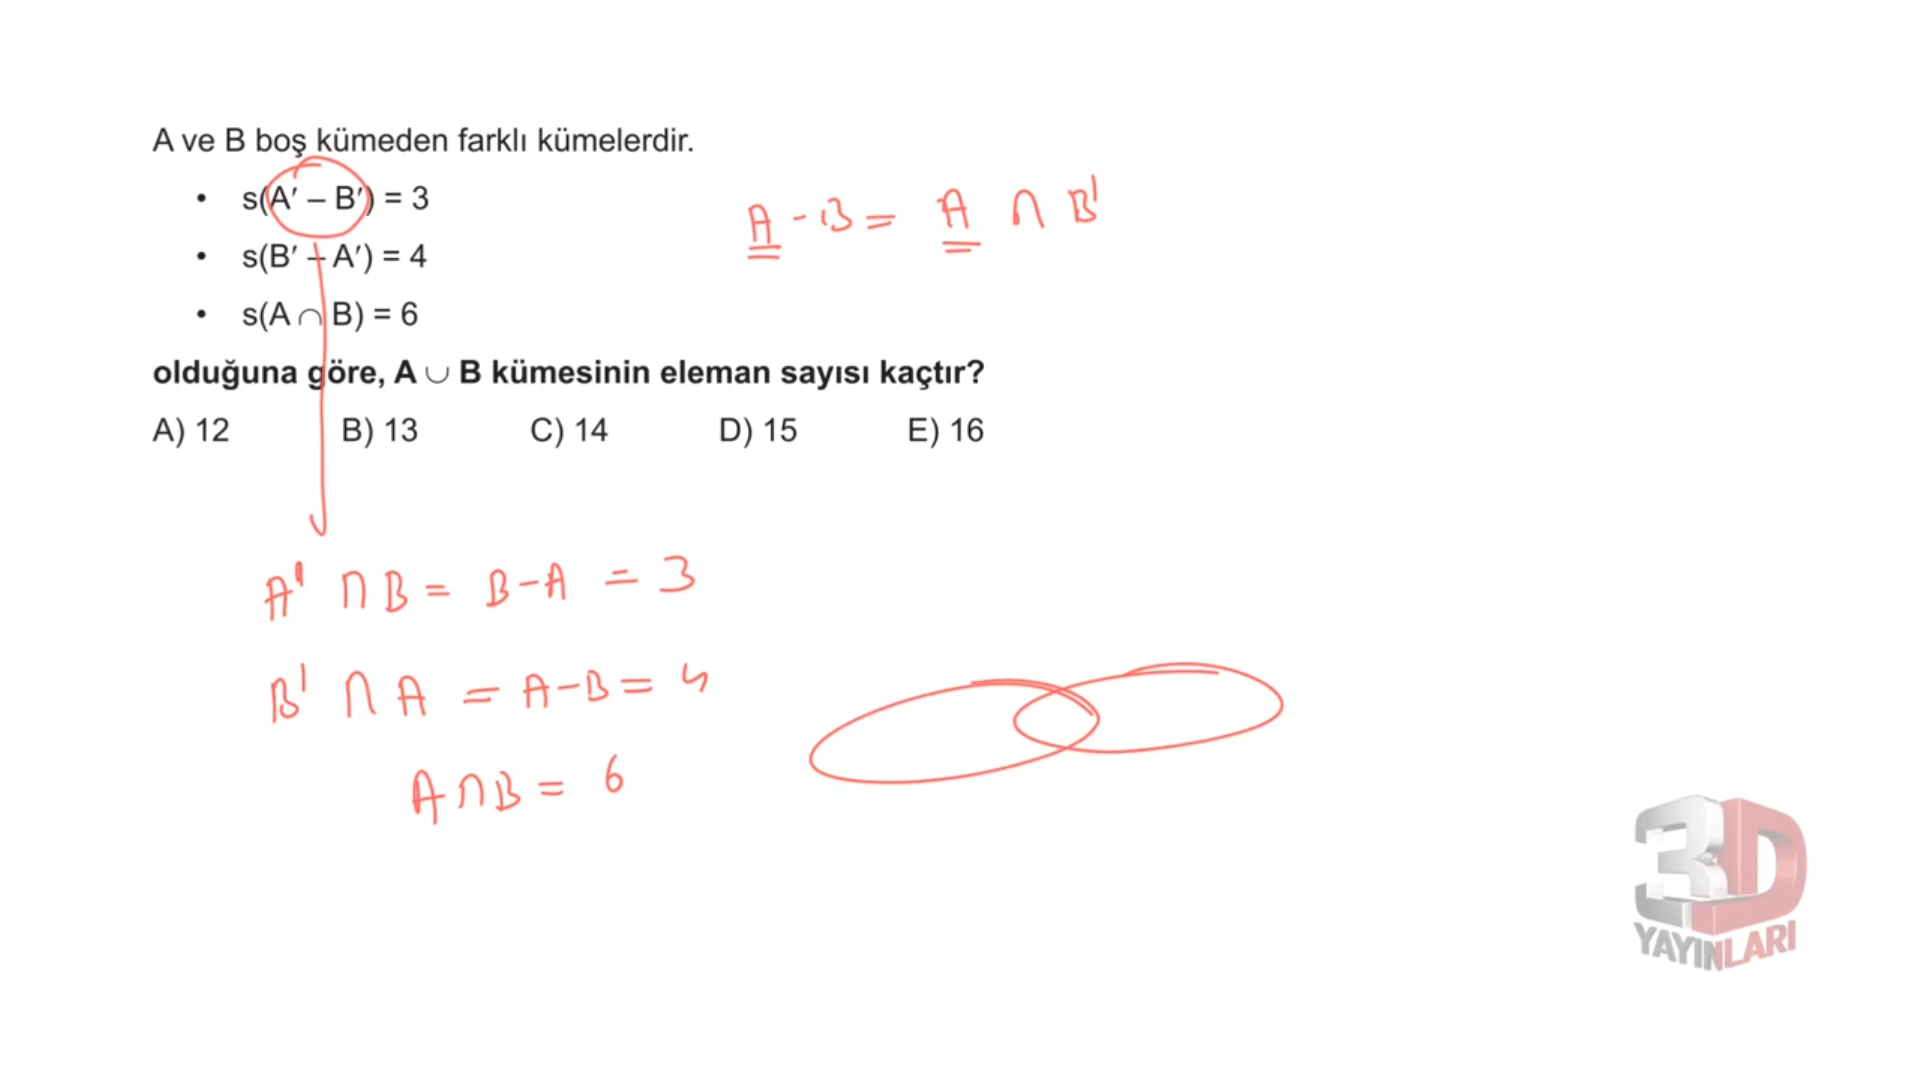 A ve B boş kümeden farklı kümelerdir.
• s(A′ – B′) = 3
• s(B′ – A′) = 4
• s(A ∩ B) = 6
olduğuna göre, A ∪ B kümesinin eleman sayısı kaçtır?
A) 12 B) 13 C) 14 D) 15 E) 16
A - B = A ∩ B'
A' ∩ B = B - A = 3
B' ∩ A = A - B = 4
A ∩ B = 6
3D
YAYINLARI